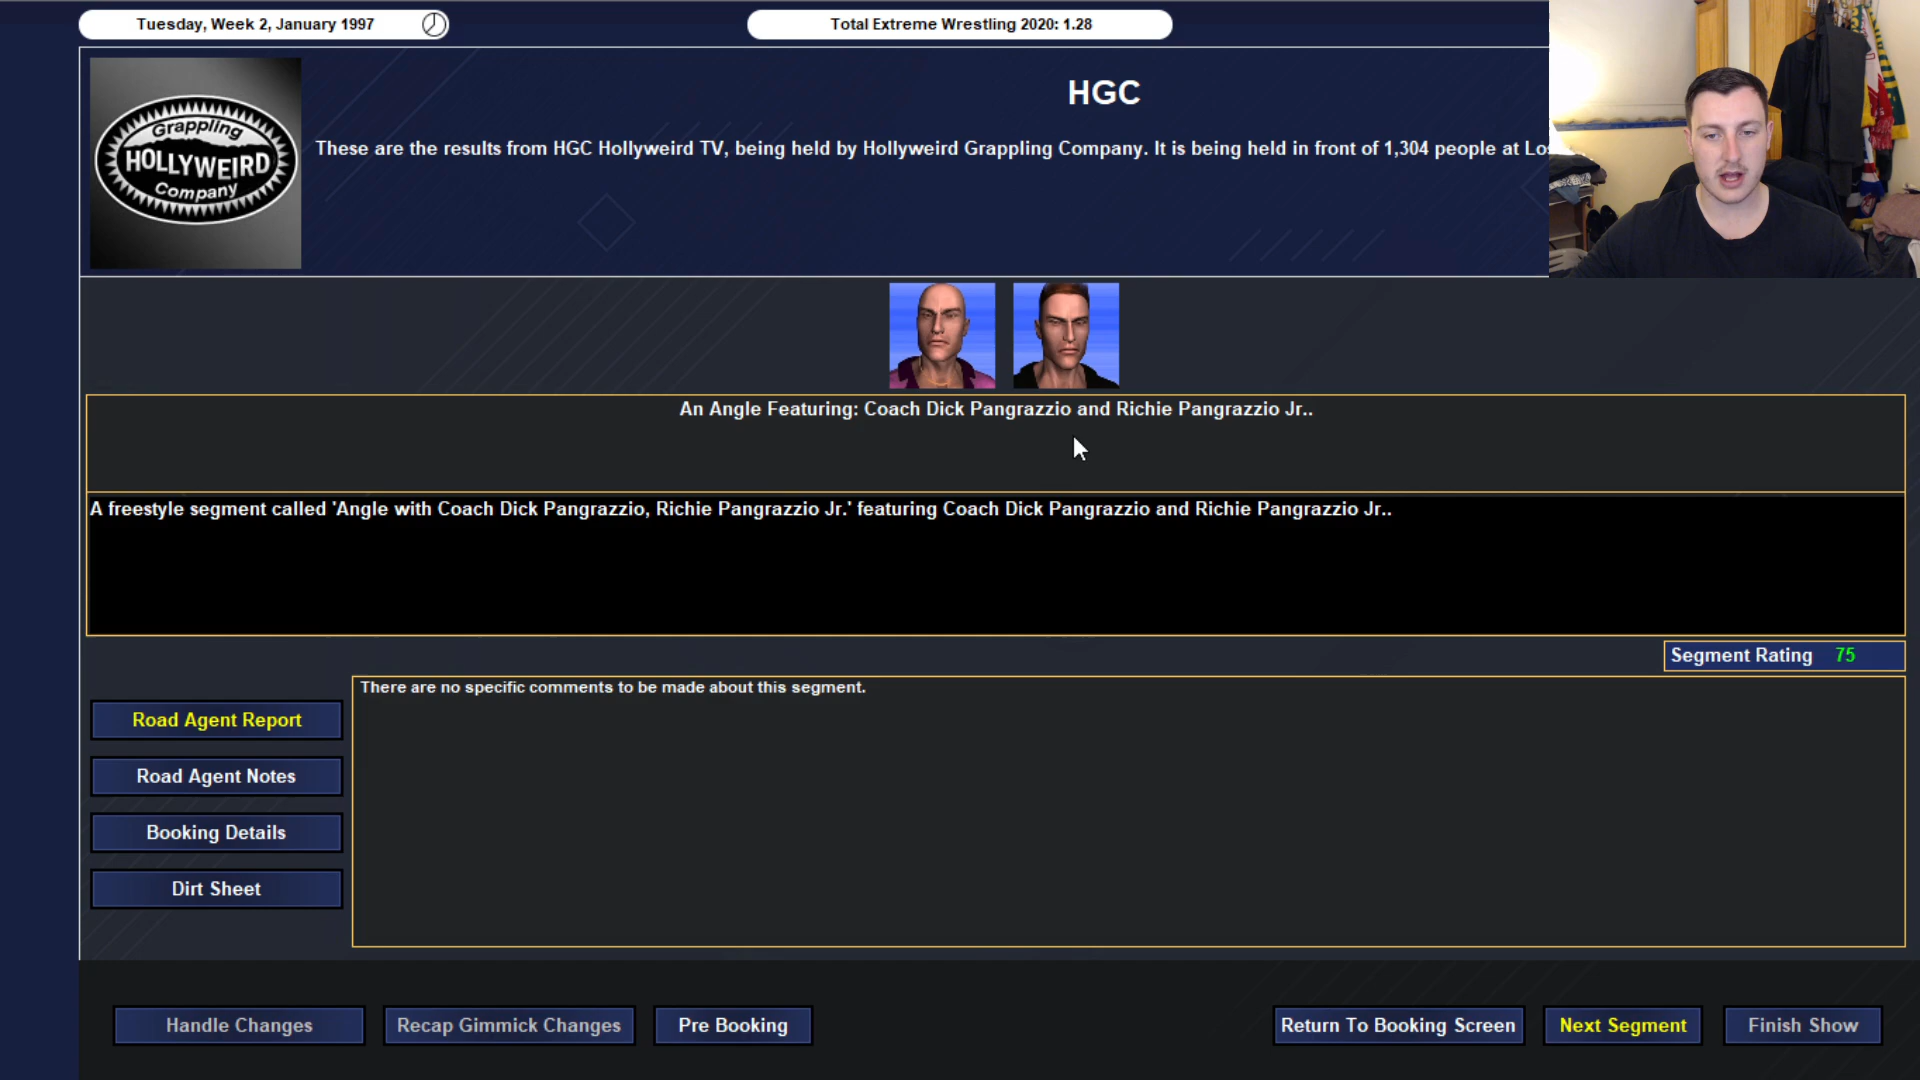 Tuesday, Week 2, January 1997
Total Extreme Wrestling 2020: 1.28
Grappling
HOLLYWEIRD
Company
HGC
These are the results from HGC Hollyweird TV, being held by Hollyweird Grappling Company. It is being held in front of 1,304 people at Los
An Angle Featuring: Coach Dick Pangrazzio and Richie Pangrazzio Jr..
A freestyle segment called 'Angle with Coach Dick Pangrazzio, Richie Pangrazzio Jr.' featuring Coach Dick Pangrazzio and Richie Pangrazzio Jr..
Segment Rating 75
There are no specific comments to be made about this segment.
Road Agent Report
Road Agent Notes
Booking Details
Dirt Sheet
Handle Changes
Recap Gimmick Changes
Pre Booking
Return To Booking Screen
Next Segment
Finish Show